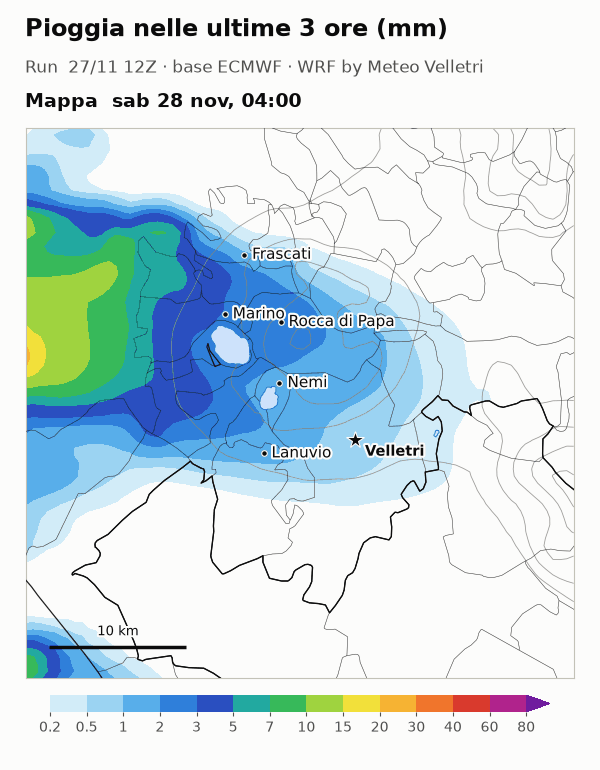 Pioggia nelle ultime 3 ore (mm)
Run  27/11 12Z · base ECMWF · WRF by Meteo Velletri
Mappa  sab 28 nov, 04:00
Frascati
Marino
Rocca di Papa
Nemi
Velletri
Lanuvio
10 km
0.2 0.5 1 2 3 5 7 10 15 20 30 40 60 80